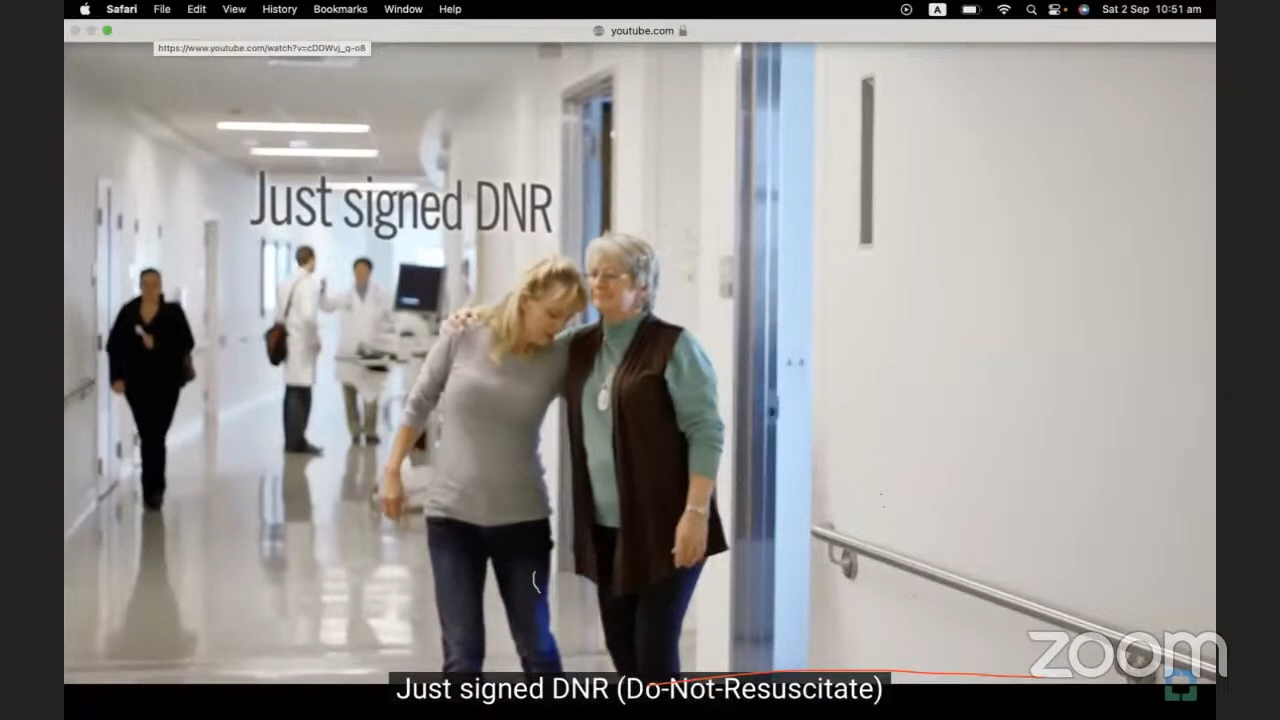 Safari File Edit View History Bookmarks Window Help A Sat 2 Sep 10:51 am
youtube.com
https://www.youtube.com/watch?v=cDDWvj_q-o8
Just signed DNR
zoom
Just signed DNR (Do-Not-Resuscitate)